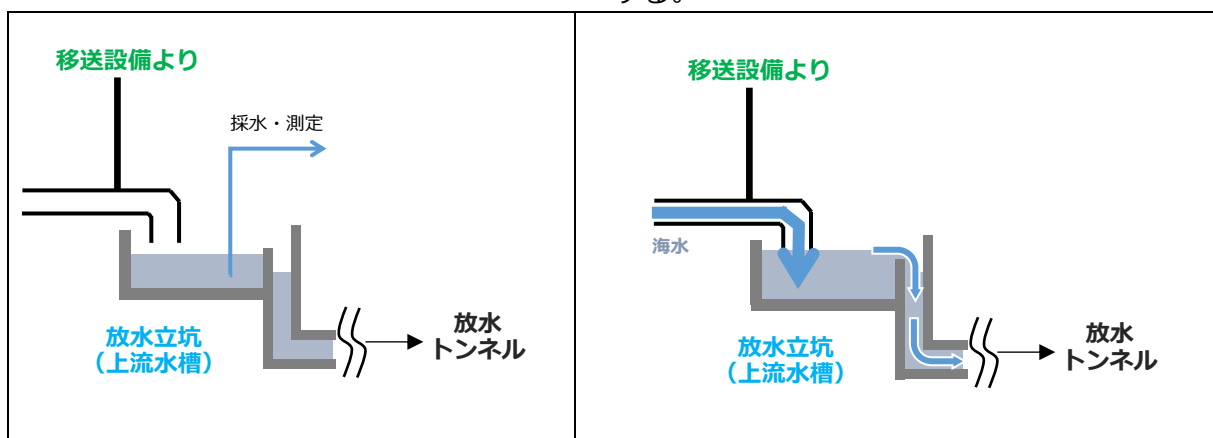 する。
移送設備より
採水・測定
放水立坑
（上流水槽）
放水
トンネル
移送設備より
海水
放水立坑
（上流水槽）
放水
トンネル